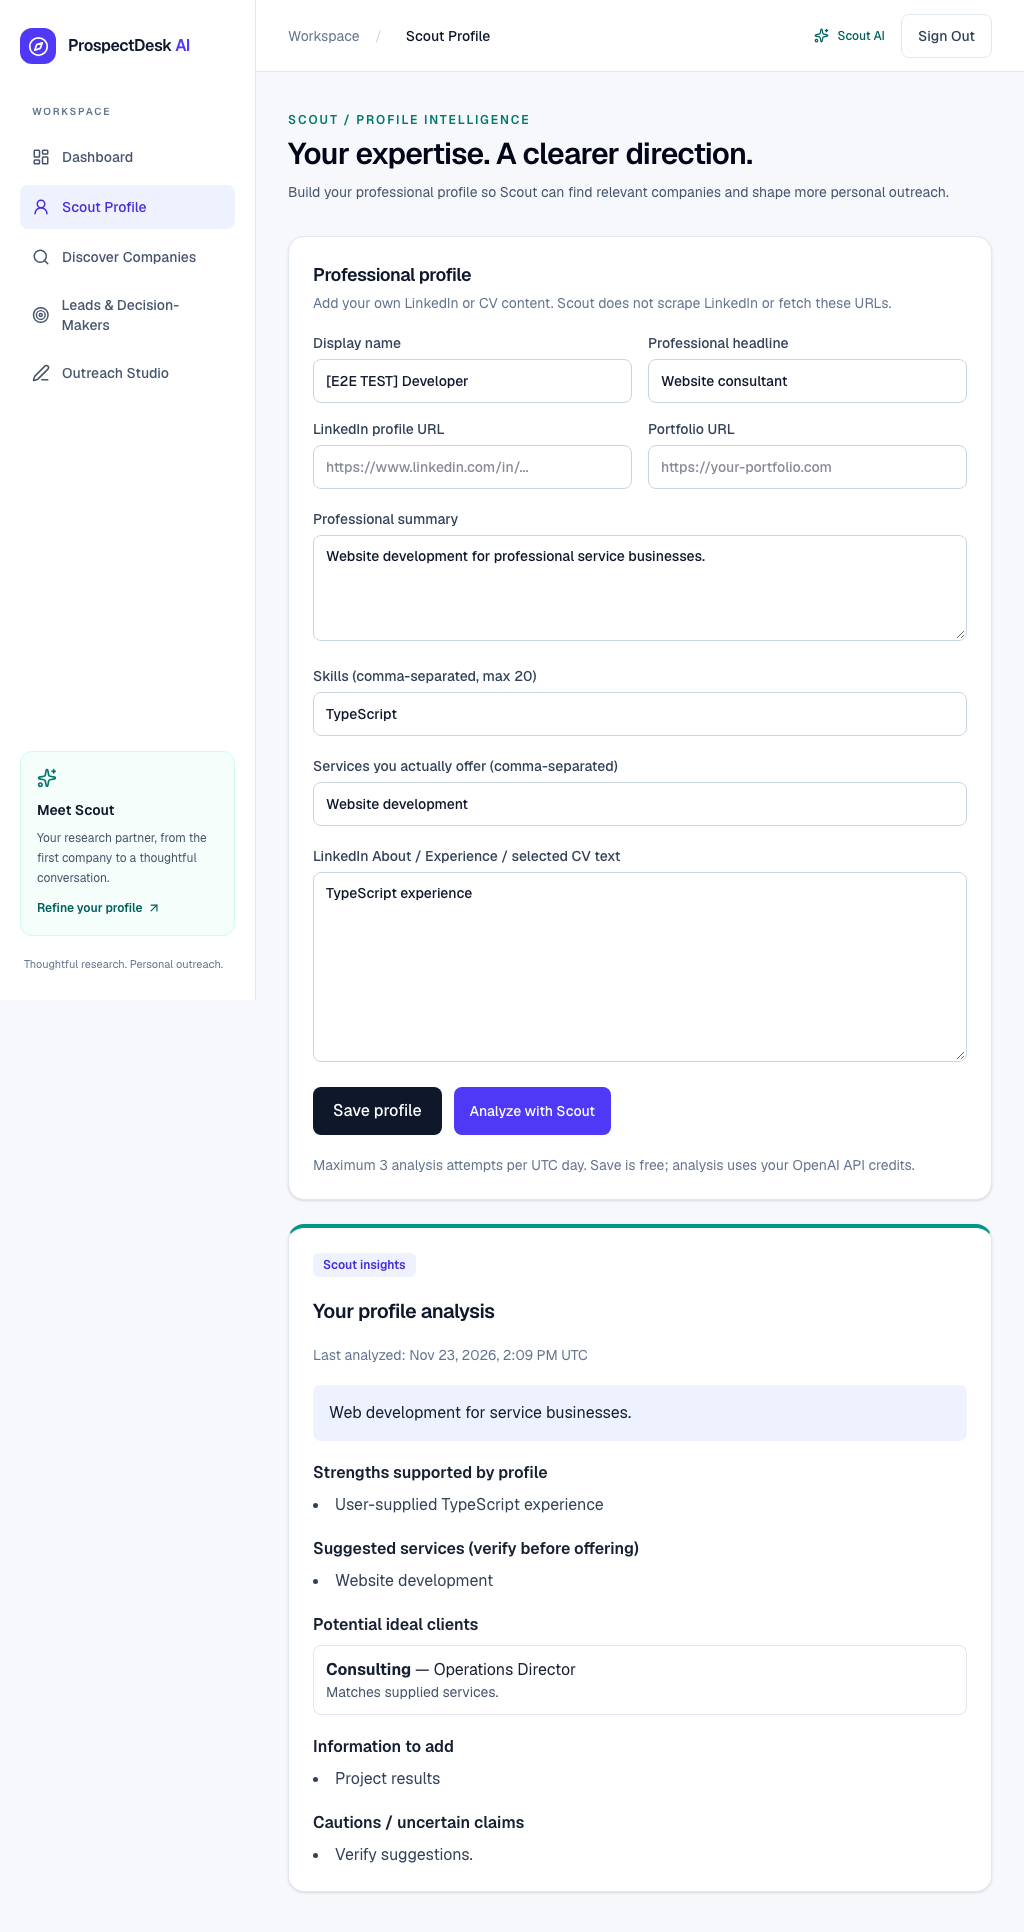 ProspectDesk AI
WORKSPACE
Dashboard
Scout Profile
Discover Companies
Leads & Decision-
Makers
Outreach Studio
Meet Scout
Your research partner, from the
first company to a thoughtful
conversation.
Refine your profile
Thoughtful research. Personal outreach.
Workspace / Scout Profile
Scout AI
Sign Out
SCOUT / PROFILE INTELLIGENCE
Your expertise. A clearer direction.
Build your professional profile so Scout can find relevant companies and shape more personal outreach.
Professional profile
Add your own LinkedIn or CV content. Scout does not scrape LinkedIn or fetch these URLs.
Display name
[E2E TEST] Developer
Professional headline
Website consultant
LinkedIn profile URL
https://www.linkedin.com/in/...
Portfolio URL
https://your-portfolio.com
Professional summary
Website development for professional service businesses.
Skills (comma-separated, max 20)
TypeScript
Services you actually offer (comma-separated)
Website development
LinkedIn About / Experience / selected CV text
TypeScript experience
Save profile
Analyze with Scout
Maximum 3 analysis attempts per UTC day. Save is free; analysis uses your OpenAI API credits.
Scout insights
Your profile analysis
Last analyzed: Nov 23, 2026, 2:09 PM UTC
Web development for service businesses.
Strengths supported by profile
• User-supplied TypeScript experience
Suggested services (verify before offering)
• Website development
Potential ideal clients
Consulting — Operations Director
Matches supplied services.
Information to add
• Project results
Cautions / uncertain claims
• Verify suggestions.